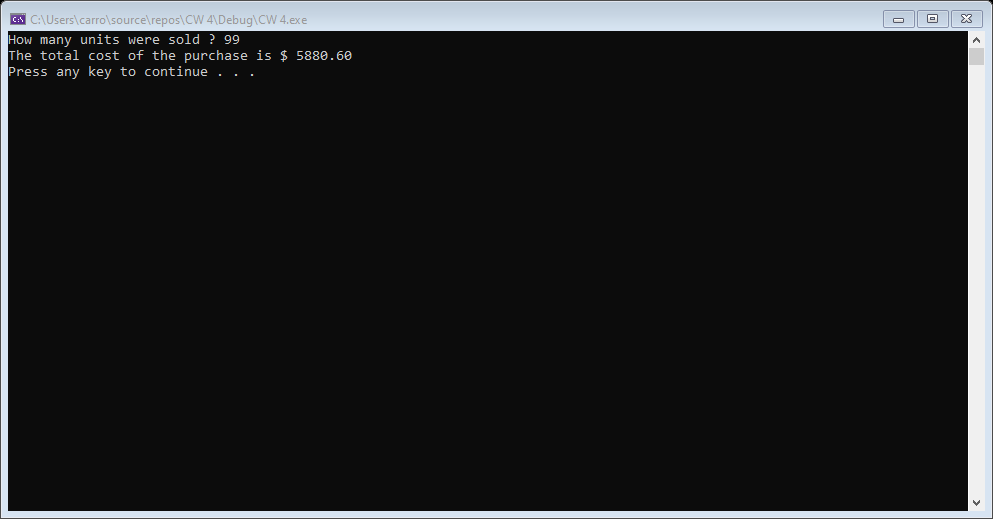 C:\Users\carro\source\repos\CW 4\Debug\CW 4.exe
How many units were sold ? 99
The total cost of the purchase is $ 5880.60
Press any key to continue . . .